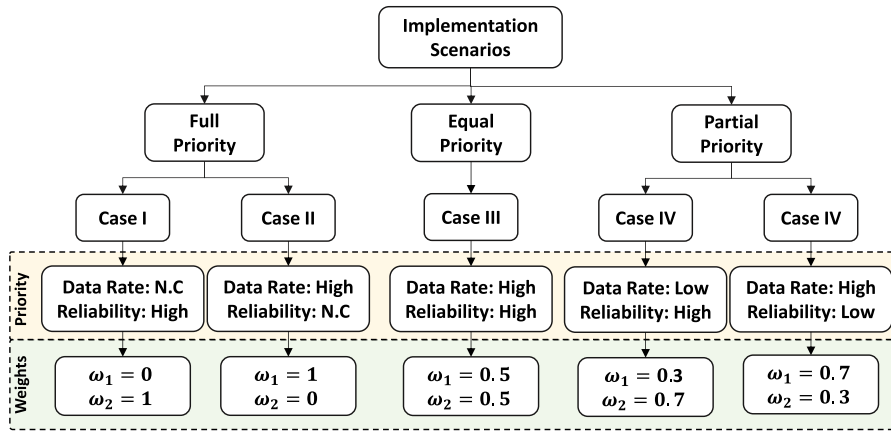 Implementation
Scenarios
Full
Priority
Equal
Priority
Partial
Priority
Case I
Case II
Case III
Case IV
Case IV
Priority
Data Rate: N.C
Reliability: High
Data Rate: High
Reliability: N.C
Data Rate: High
Reliability: High
Data Rate: Low
Reliability: High
Data Rate: High
Reliability: Low
Weights
ω₁ = 0
ω₂ = 1
ω₁ = 1
ω₂ = 0
ω₁ = 0.5
ω₂ = 0.5
ω₁ = 0.3
ω₂ = 0.7
ω₁ = 0.7
ω₂ = 0.3